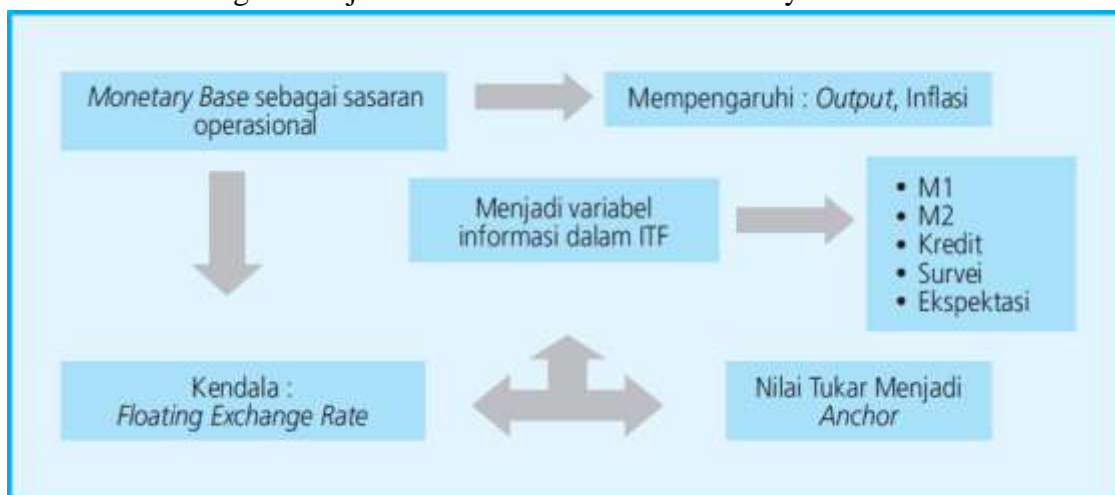 Monetary Base sebagai sasaran
operasional
Mempengaruhi : Output, Inflasi
Menjadi variabel
informasi dalam ITF
• M1
• M2
• Kredit
• Survei
• Ekspektasi
Kendala :
Floating Exchange Rate
Nilai Tukar Menjadi
Anchor